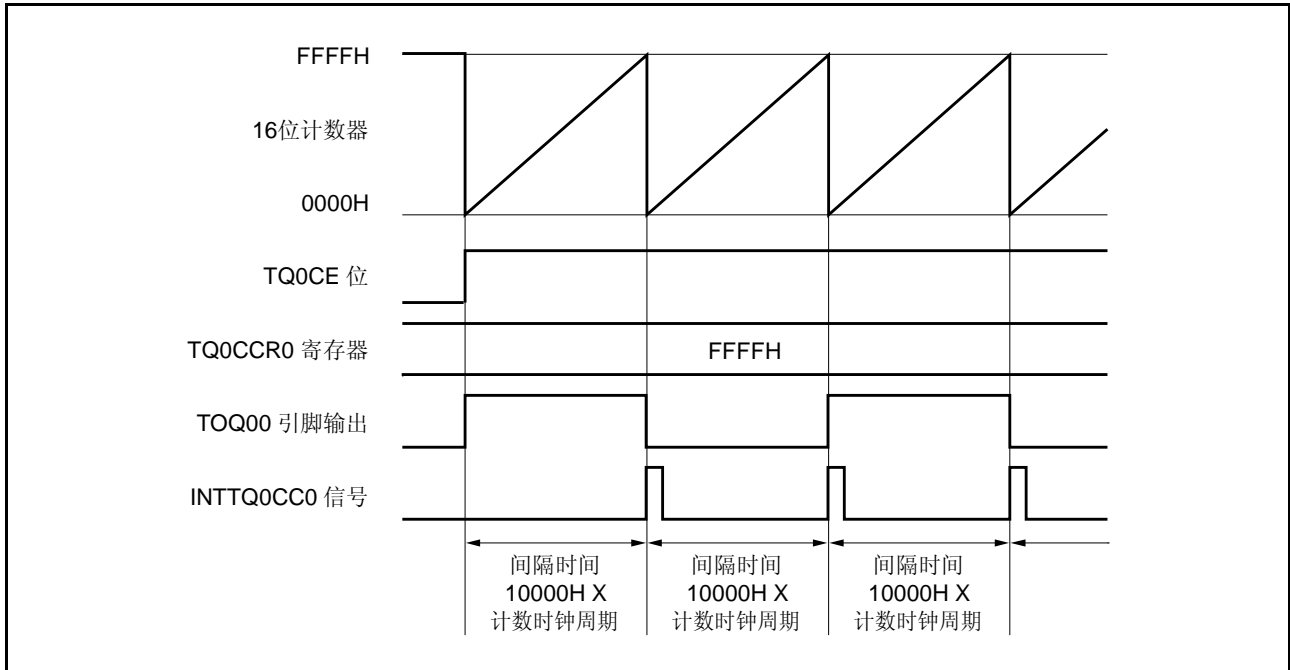 FFFFH
16位计数器
0000H
TQ0CE 位
TQ0CCR0 寄存器
FFFFH
TOQ00 引脚输出
INTTQ0CC0 信号
间隔时间
10000H X
计数时钟周期
间隔时间
10000H X
计数时钟周期
间隔时间
10000H X
计数时钟周期